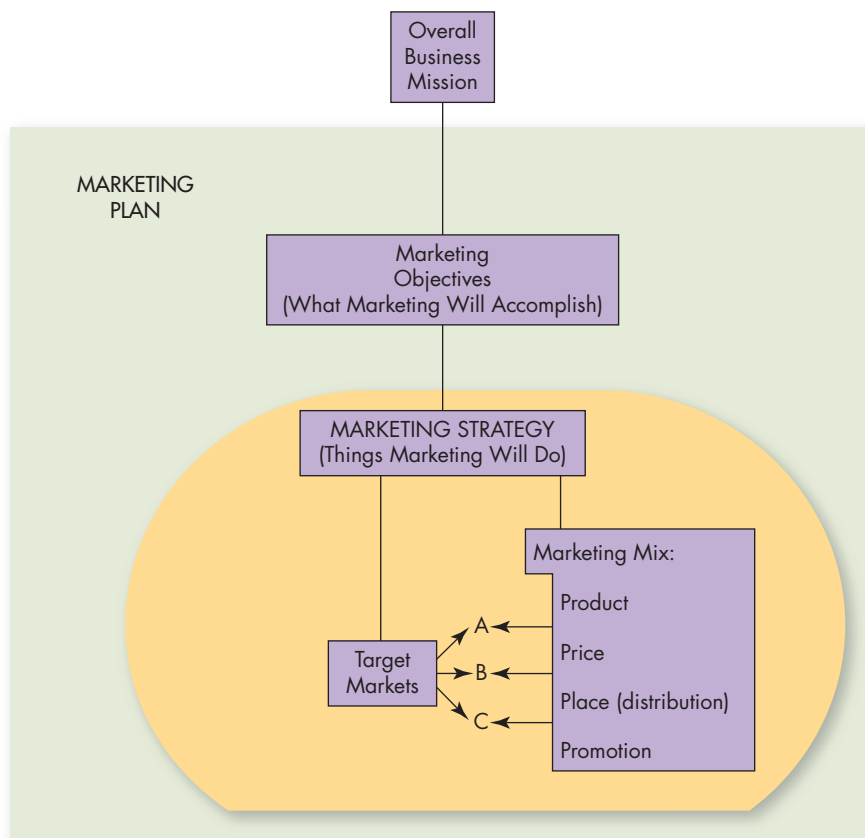 Overall
Business
Mission
MARKETING
PLAN
Marketing
Objectives
(What Marketing Will Accomplish)
MARKETING STRATEGY
(Things Marketing Will Do)
Target
Markets
A
B
C
Marketing Mix:
Product
Price
Place (distribution)
Promotion